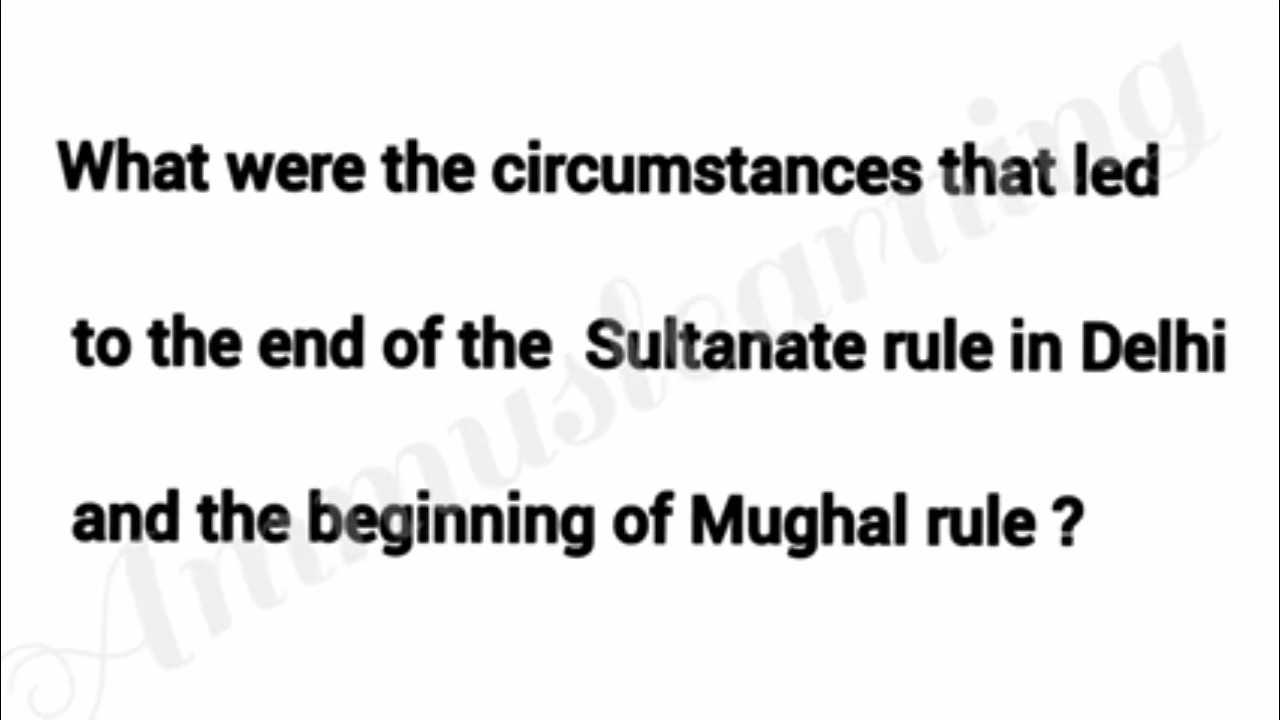 What were the circumstances that led
to the end of the Sultanate rule in Delhi
and the beginning of Mughal rule ?
Ammuslearning